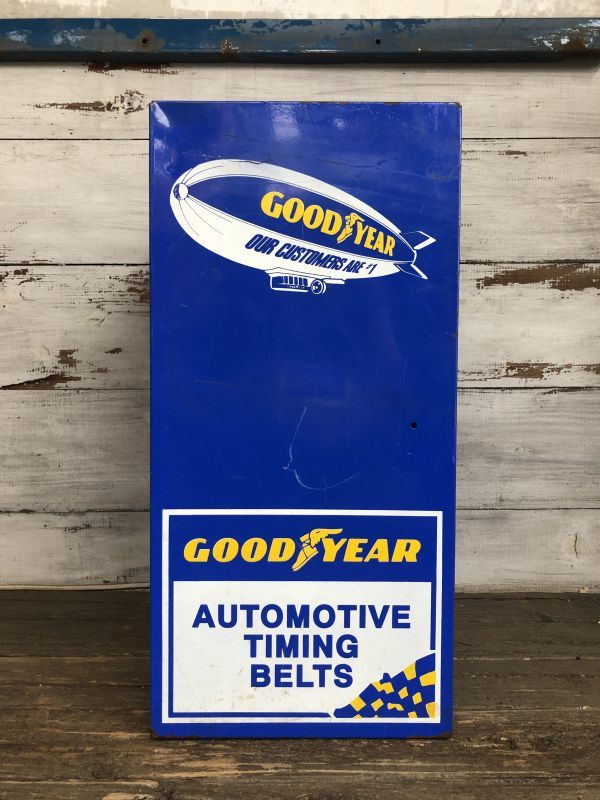 GOODYEAR
OUR CUSTOMERS ARE #1
GOODYEAR
AUTOMOTIVE
TIMING
BELTS